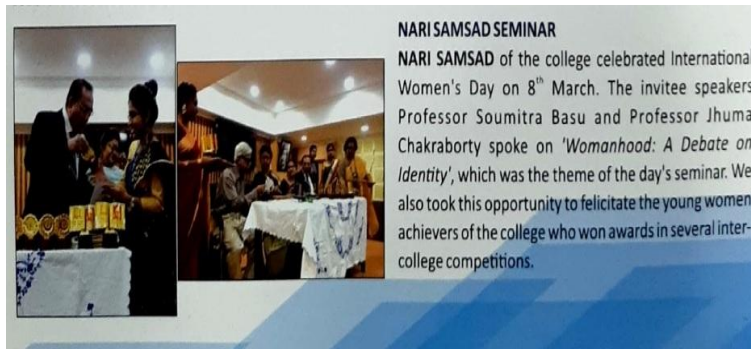 NARI SAMSAD SEMINAR
NARI SAMSAD of the college celebrated Internationa
Women's Day on 8th March. The invitee speakers
Professor Soumitra Basu and Professor Jhuma
Chakraborty spoke on 'Womanhood: A Debate on
Identity', which was the theme of the day's seminar. We
also took this opportunity to felicitate the young women
achievers of the college who won awards in several inter-
college competitions.